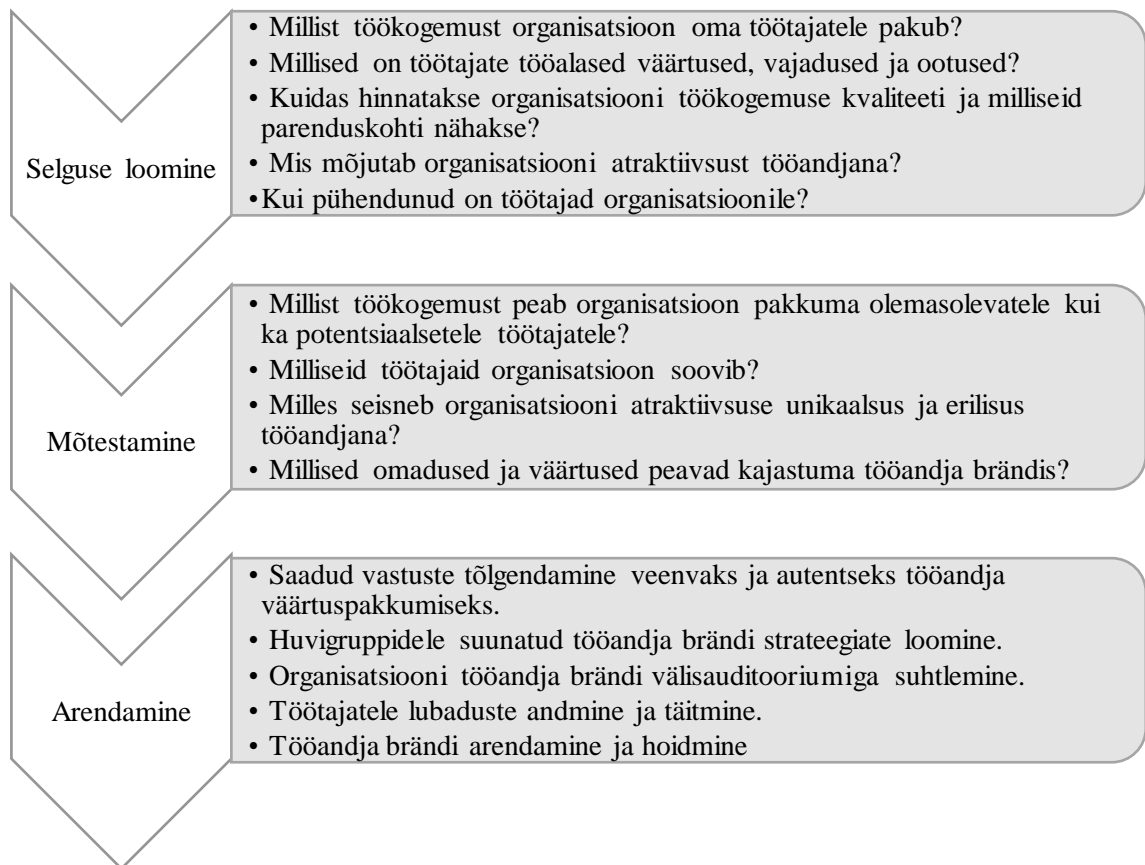 Selguse loomine
• Millist töökogemust organisatsioon oma töötajatele pakub?
• Millised on töötajate tööalased väärtused, vajadused ja ootused?
• Kuidas hinnatakse organisatsiooni töökogemuse kvaliteeti ja milliseid
parenduskohti nähakse?
• Mis mõjutab organisatsiooni atraktiivsust tööandjana?
•Kui pühendunud on töötajad organisatsioonile?
Mõtestamine
• Millist töökogemust peab organisatsioon pakkuma olemasolevatele kui
ka potentsiaalsetele töötajatele?
• Milliseid töötajaid organisatsioon soovib?
• Milles seisneb organisatsiooni atraktiivsuse unikaalsus ja erilisus
tööandjana?
• Millised omadused ja väärtused peavad kajastuma tööandja brändis?
Arendamine
• Saadud vastuste tõlgendamine veenvaks ja autentseks tööandja
väärtuspakkumiseks.
• Huvigruppidele suunatud tööandja brändi strateegiate loomine.
• Organisatsiooni tööandja brändi välisauditooriumiga suhtlemine.
• Töötajatele lubaduste andmine ja täitmine.
• Tööandja brändi arendamine ja hoidmine